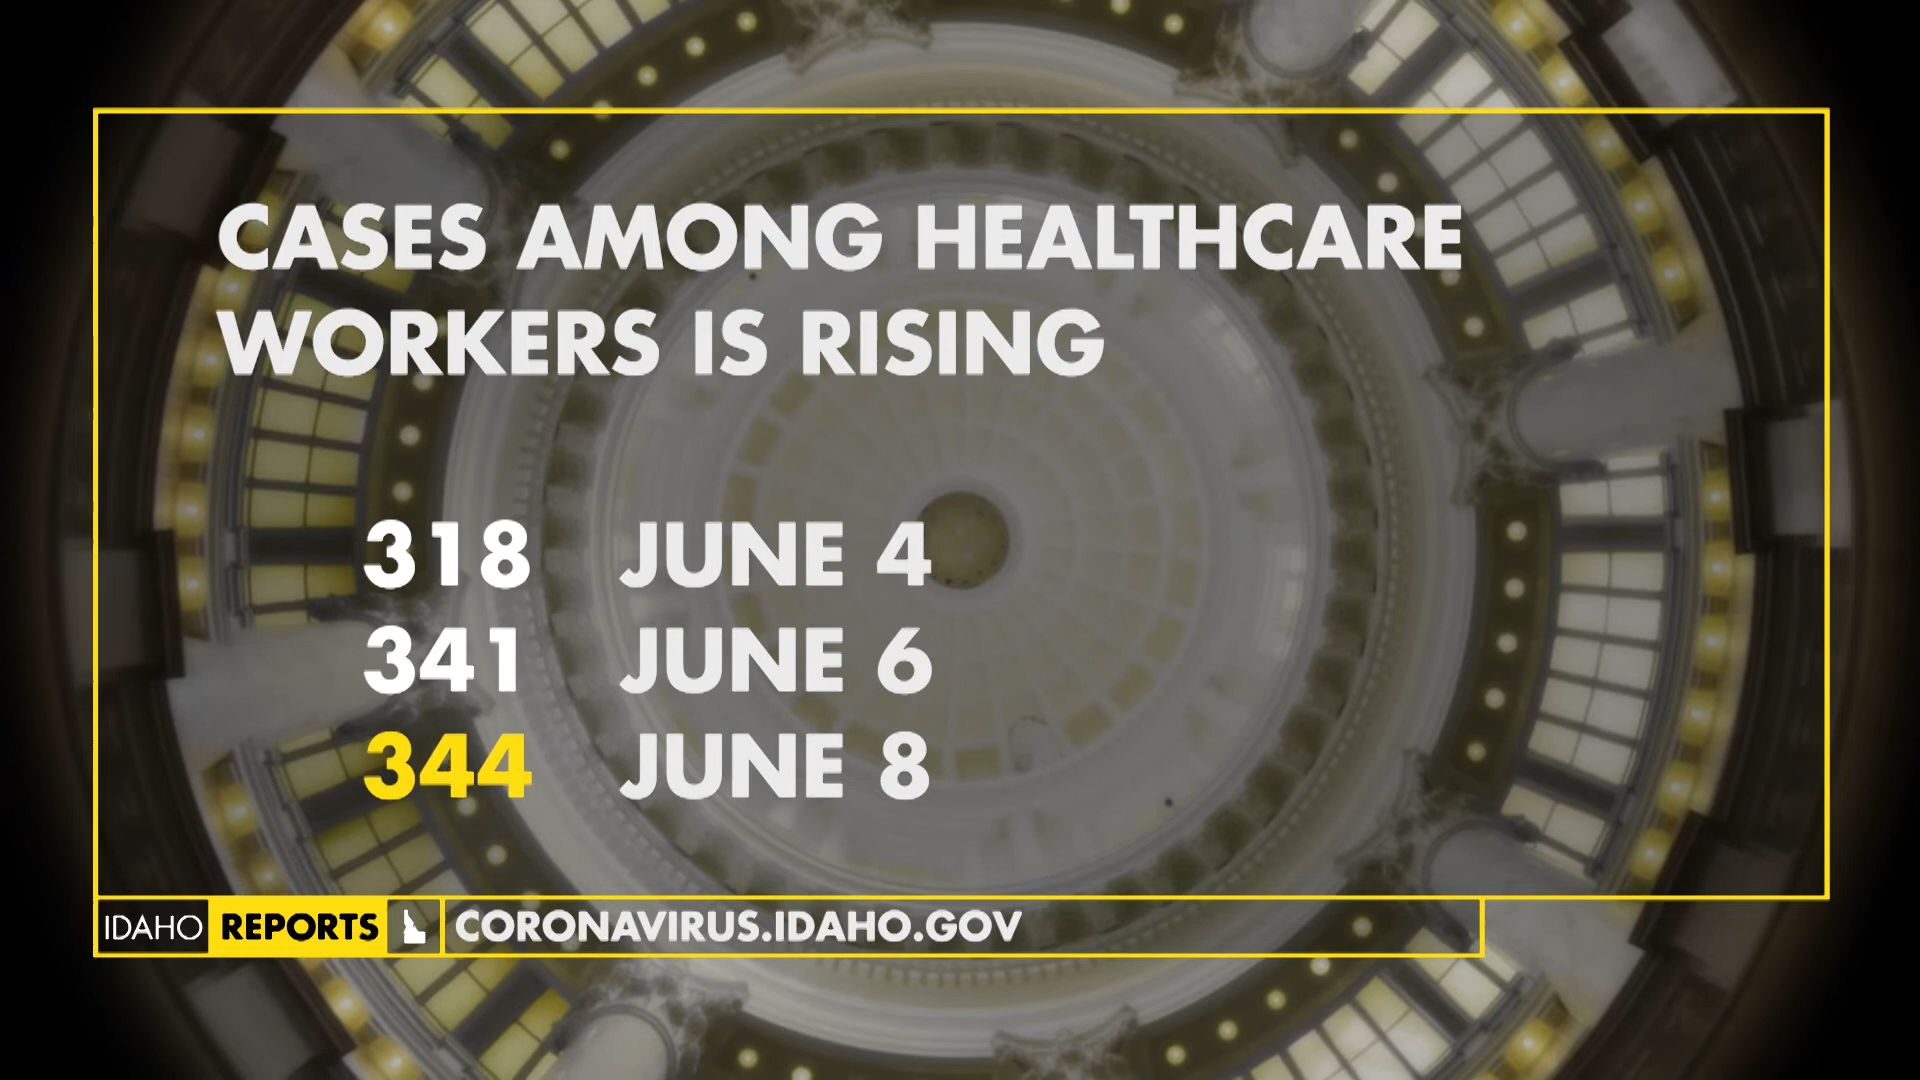 CASES AMONG HEALTHCARE
WORKERS IS RISING
318 JUNE 4
341 JUNE 6
344 JUNE 8
IDAHO REPORTS CORONAVIRUS.IDAHO.GOV